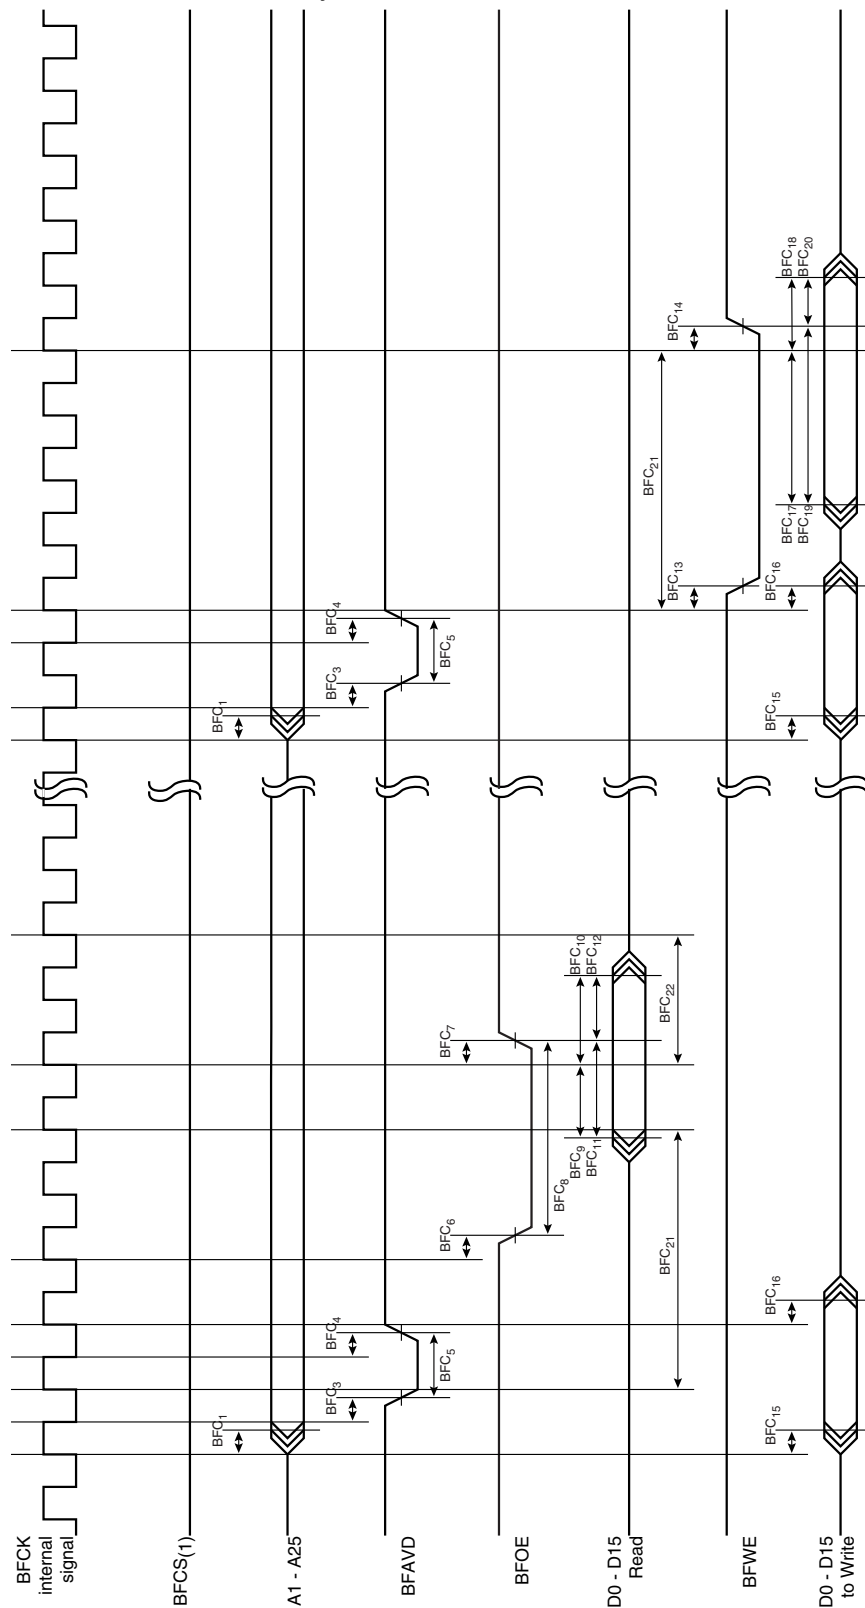 BFCK
internal
signal
BFCS(1)
A1 - A25
BFAVD
BFOE
D0 - D15
Read
BFWE
D0 - D15
to Write
BFC1
BFC3
BFC4
BFC5
BFC6
BFC7
BFC8
BFC9
BFC11
BFC10
BFC12
BFC21
BFC22
BFC15
BFC16
BFC1
BFC3
BFC4
BFC5
BFC13
BFC14
BFC21
BFC15
BFC16
BFC17
BFC19
BFC18
BFC20